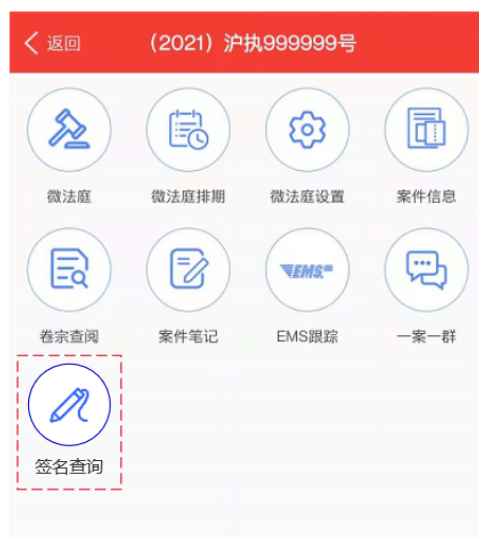 返回 （2021）沪执999999号
微法庭 微法庭排期 微法庭设置 案件信息
EMS
卷宗查阅 案件笔记 EMS跟踪 一案一群
签名查询